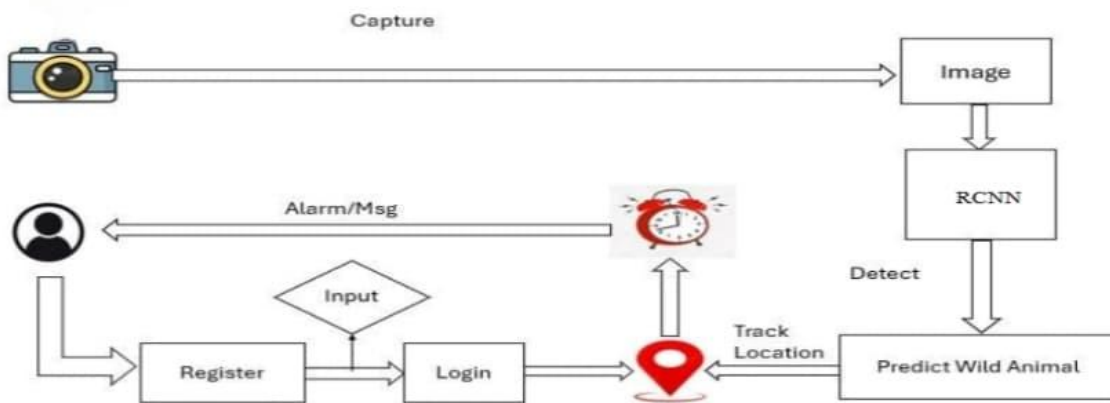 Capture
Image
RCNN
Alarm/Msg
Detect
Input
Track
Location
Register
Login
Predict Wild Animal